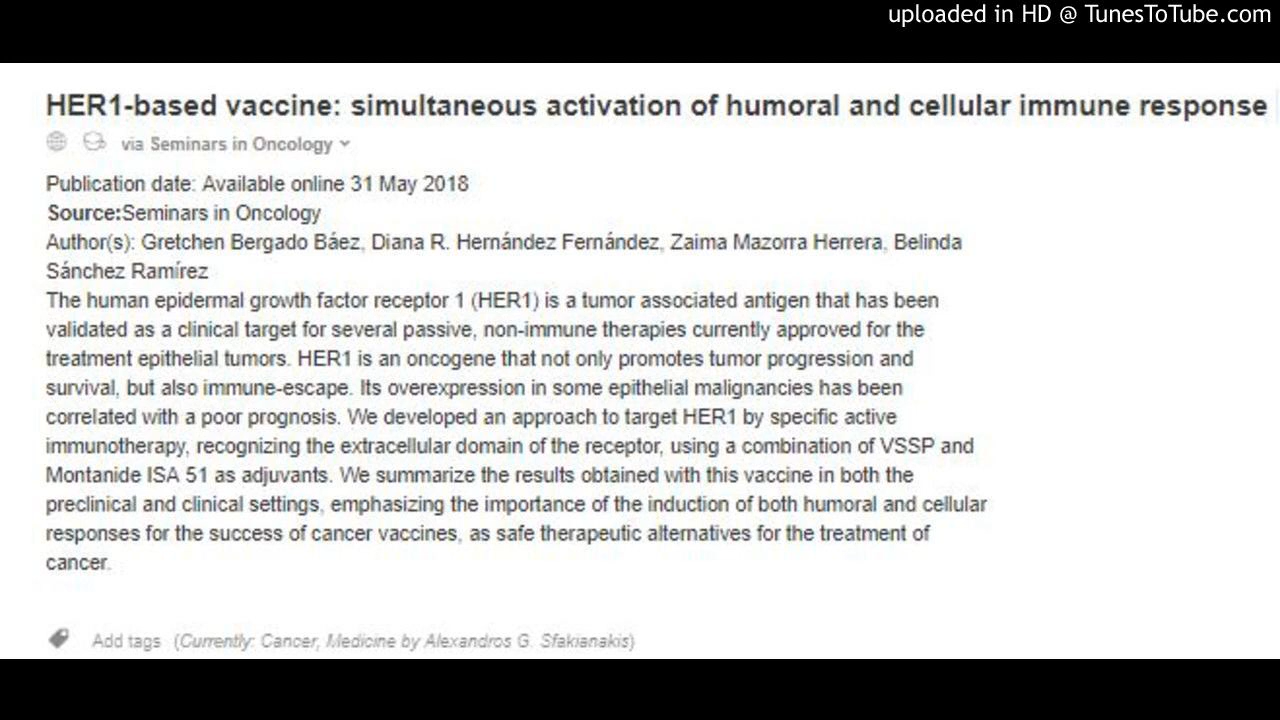 uploaded in HD @ TunesToTube.com
HER1-based vaccine: simultaneous activation of humoral and cellular immune response
via Seminars in Oncology
Publication date: Available online 31 May 2018
Source:Seminars in Oncology
Author(s): Gretchen Bergado Báez, Diana R. Hernández Fernández, Zaima Mazorra Herrera, Belinda
Sánchez Ramírez
The human epidermal growth factor receptor 1 (HER1) is a tumor associated antigen that has been
validated as a clinical target for several passive, non-immune therapies currently approved for the
treatment epithelial tumors. HER1 is an oncogene that not only promotes tumor progression and
survival, but also immune-escape. Its overexpression in some epithelial malignancies has been
correlated with a poor prognosis. We developed an approach to target HER1 by specific active
immunotherapy, recognizing the extracellular domain of the receptor, using a combination of VSSP and
Montanide ISA 51 as adjuvants. We summarize the results obtained with this vaccine in both the
preclinical and clinical settings, emphasizing the importance of the induction of both humoral and cellular
responses for the success of cancer vaccines, as safe therapeutic alternatives for the treatment of
cancer.
Add tags (Currently: Cancer, Medicine by Alexandros G. Sfakianakis)